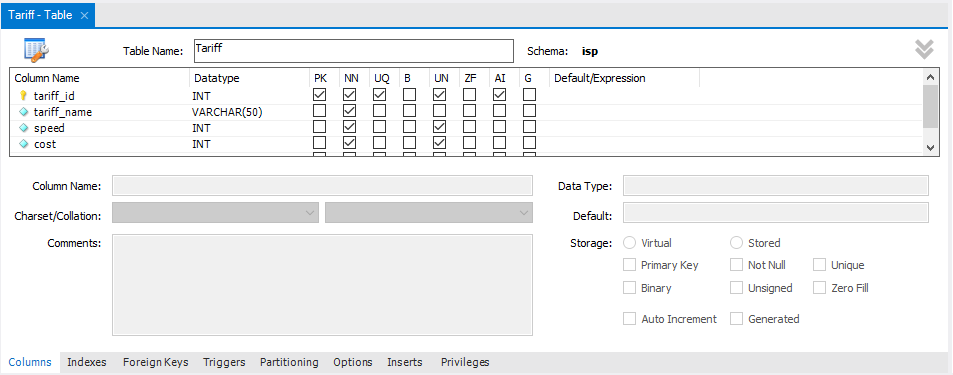 Tariff - Table ×
Table Name: Tariff Schema: isp
Column Name Datatype PK NN UQ B UN ZF AI G Default/Expression
tariff_id INT
tariff_name VARCHAR(50)
speed INT
cost INT
Column Name: Data Type:
Charset/Collation: Default:
Comments: Storage: Virtual Stored
Primary Key Not Null Unique
Binary Unsigned Zero Fill
Auto Increment Generated
Columns Indexes Foreign Keys Triggers Partitioning Options Inserts Privileges